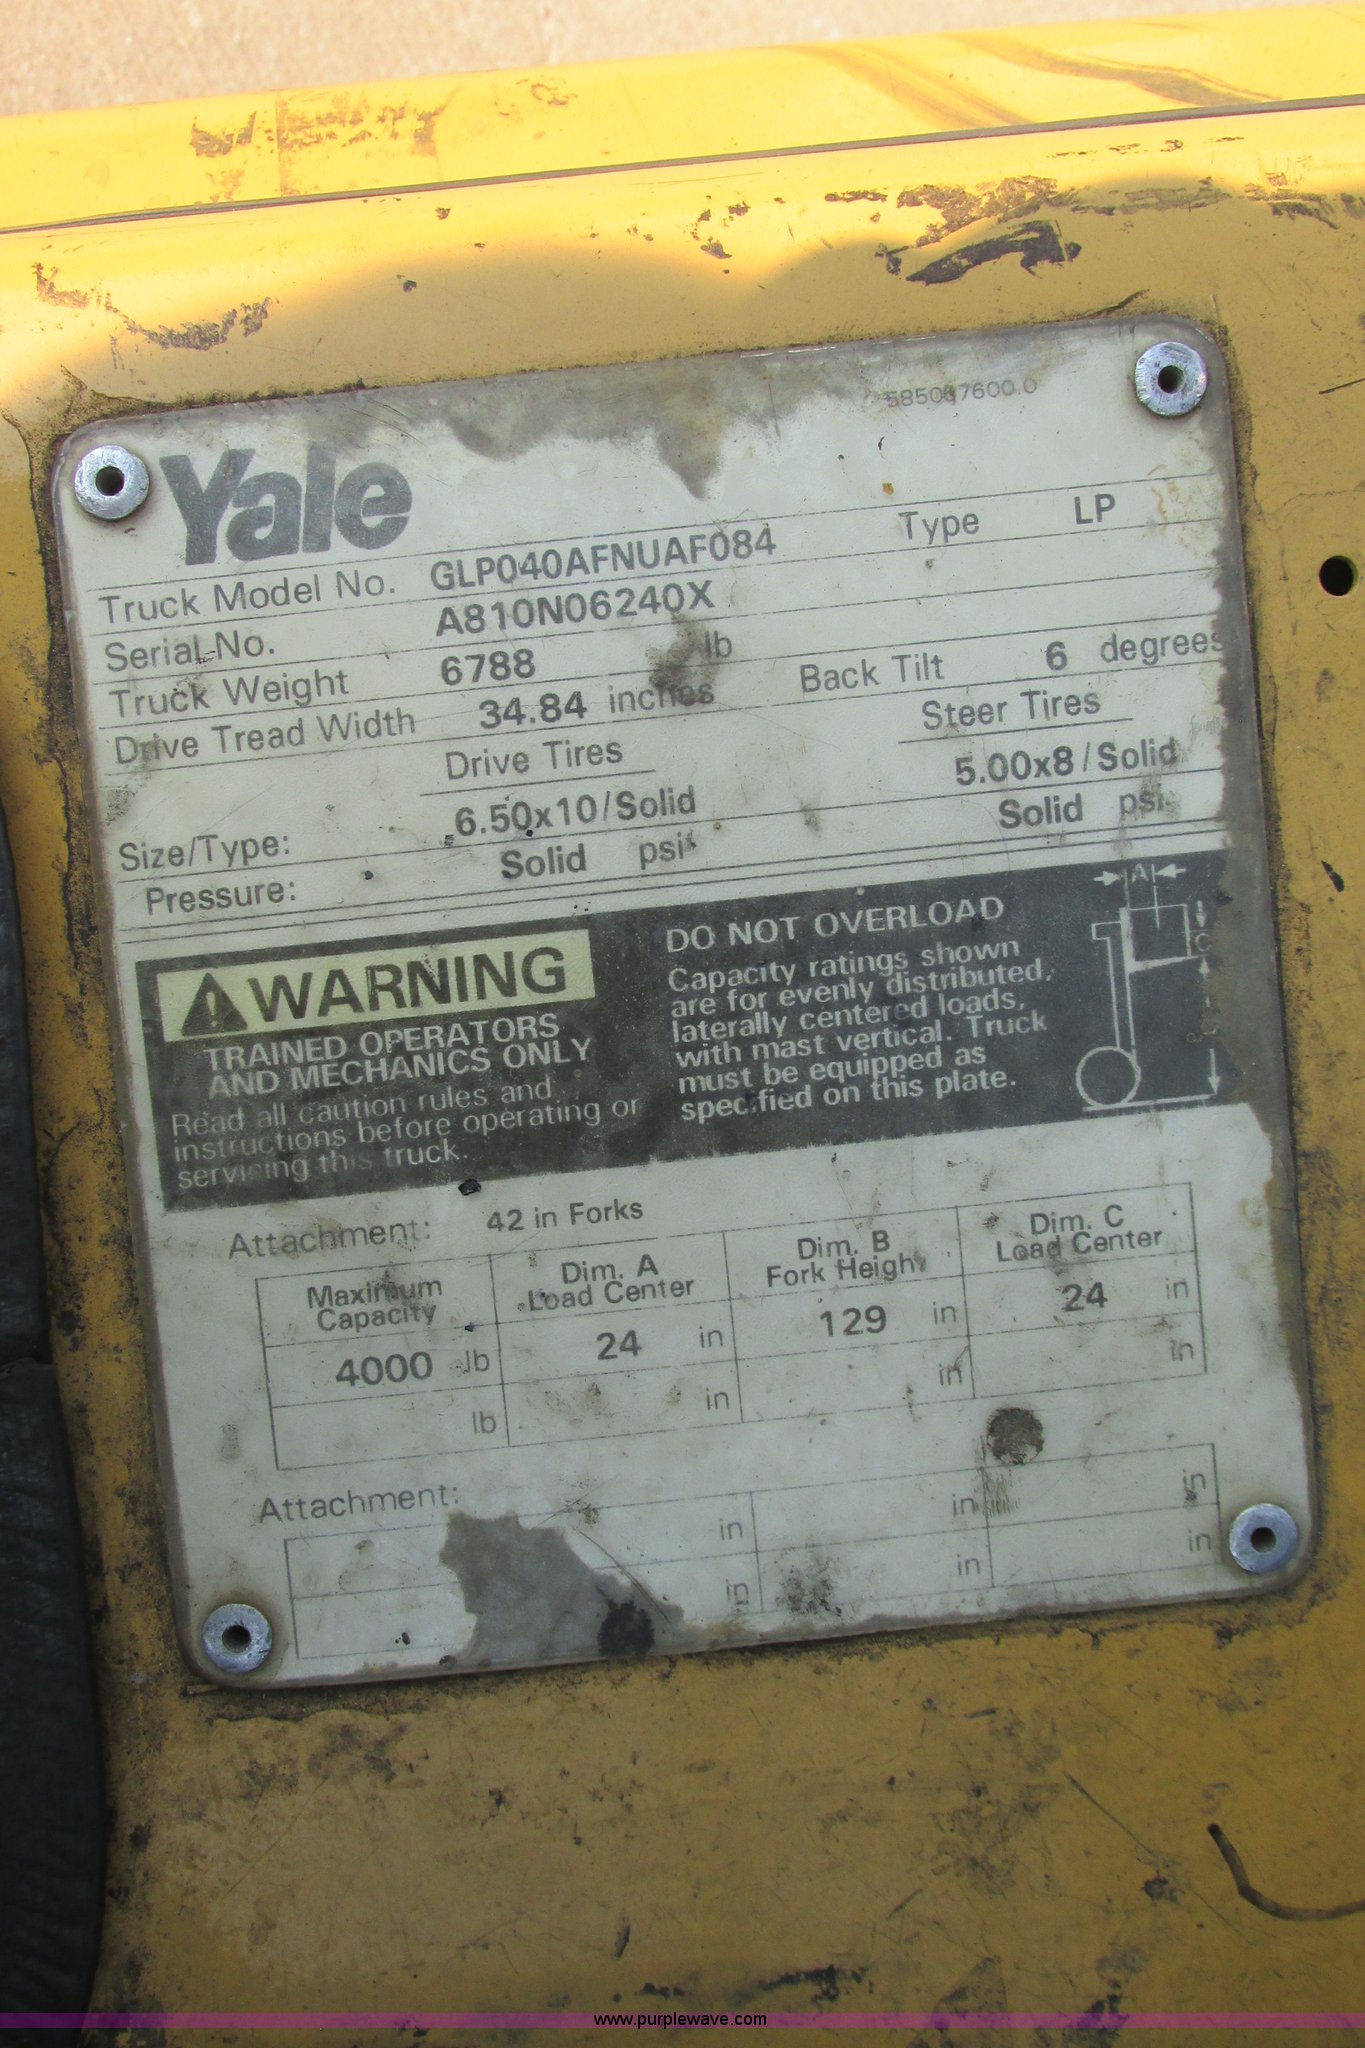 Yale
Truck Model No. GLP040AFNUAF084 Type LP
Serial No. A810N06240X
Truck Weight 6788 lb
Drive Tread Width 34.84 inches Back Tilt 6 degrees
Drive Tires Steer Tires
Size/Type: 6.50x10/Solid 5.00x8/Solid
Pressure: Solid psi Solid psi
WARNING
TRAINED OPERATORS
AND MECHANICS ONLY
Read all caution rules and
instructions before operating or
servicing this truck.
DO NOT OVERLOAD
Capacity ratings shown
are for evenly distributed,
laterally centered loads,
with mast vertical. Truck
must be equipped as
specified on this plate.
A
C
Attachment: 42 in Forks
Maximum Capacity Dim. A Load Center Dim. B Fork Height Dim. C Load Center
4000 lb 24 in 129 in 24 in
lb in in in
Attachment:
in in in
in in in
www.purplewave.com